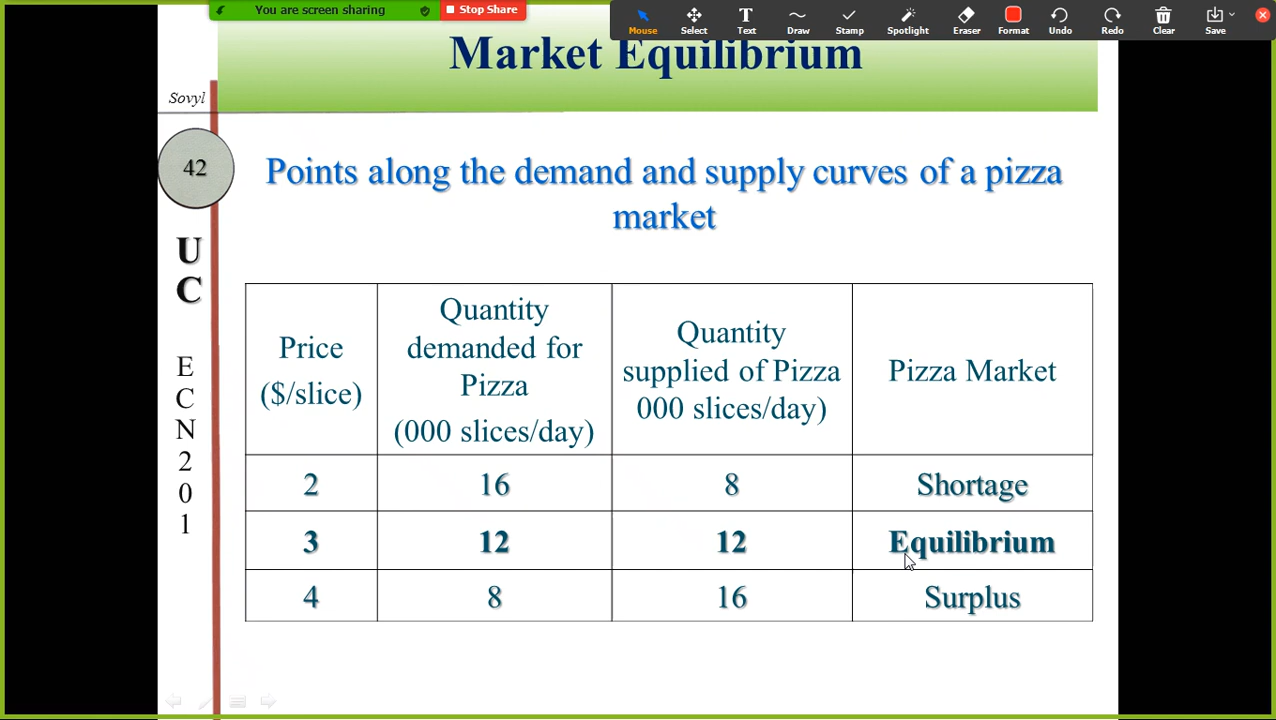 You are screen sharing
Stop Share
Mouse
Select
Text
Draw
Stamp
Spotlight
Eraser
Format
Undo
Redo
Clear
Save
Market Equilibrium
Sovyl
42
U
C
E
C
N
2
0
1
Points along the demand and supply curves of a pizza
market
Price
($/slice)
Quantity
demanded for
Pizza
(000 slices/day)
Quantity
supplied of Pizza
000 slices/day)
Pizza Market
2 16 8 Shortage
3 12 12 Equilibrium
4 8 16 Surplus